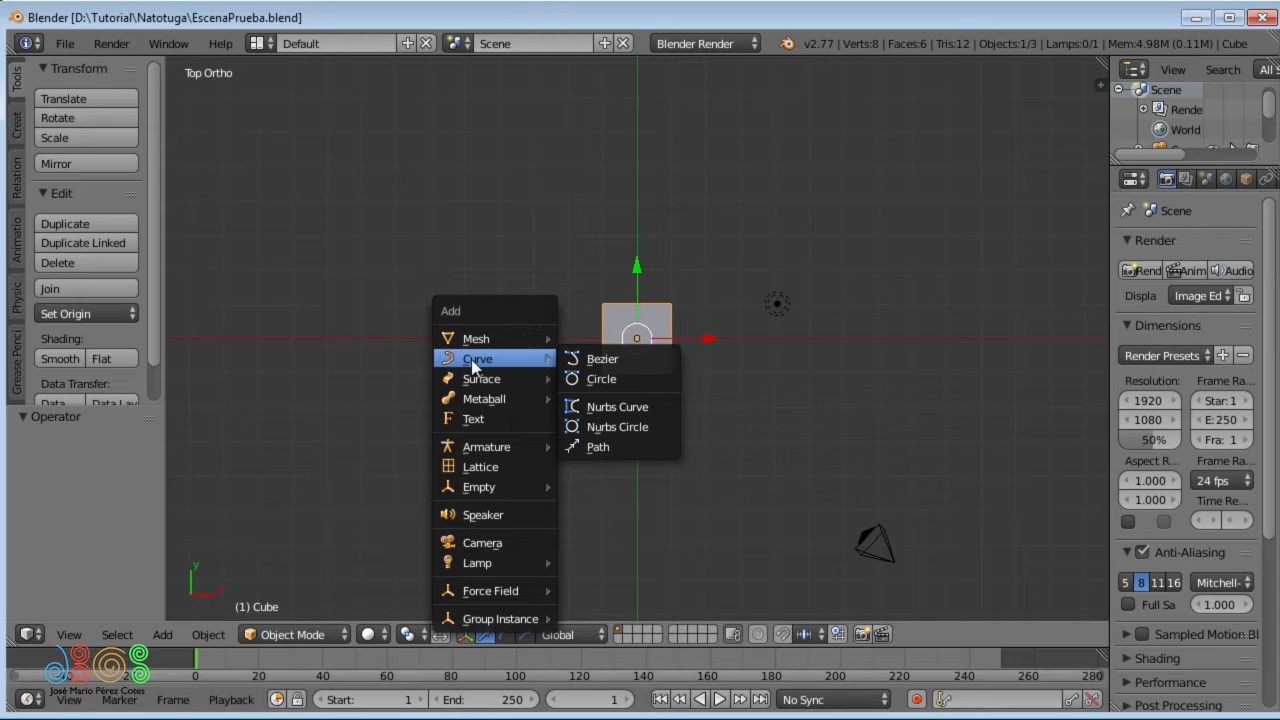 Blender [D:\Tutorial\Natotuga\EscenaPrueba.blend]
File Render Window Help Default Scene Blender Render v2.77 | Verts:8 | Faces:6 | Tris:12 | Objects:1/3 | Lamps:0/1 | Mem:4.98M (0.11M) | Cube
Tools
Creat
Relation
Animatio
Physic
Grease Penci
Transform
Translate
Rotate
Scale
Mirror
Edit
Duplicate
Duplicate Linked
Delete
Join
Set Origin
Shading:
Smooth Flat
Data Transfer:
Data Data Lay
Operator
Top Ortho
Add
Mesh
Curve
Surface
Metaball
Text
Armature
Lattice
Empty
Speaker
Camera
Lamp
Force Field
Group Instance
Bezier
Circle
Nurbs Curve
Nurbs Circle
Path
y
(1) Cube
View Search All S
Scene
Rende
World
Scene
Render
Rend Anim Audio
Displa Image Ed
Dimensions
Render Presets
Resolution: Frame Ra...
1920 Star: 1
1080 E: 250
50% Fra: 1
Aspect R... Frame Ra...
1.000 24 fps
1.000 Time Re...
Anti-Aliasing
5 8 11 16 Mitchell-
Full Sa 1.000
Sampled Motion Bl
Shading
Performance
Post Processing
View Select Add Object Object Mode Global
0 20 40 60 80 100 120 140 160 180 200 220 240 260 280
José Mario Pérez Cotes
View Marker Frame Playback Start: 1 End: 250 1 No Sync